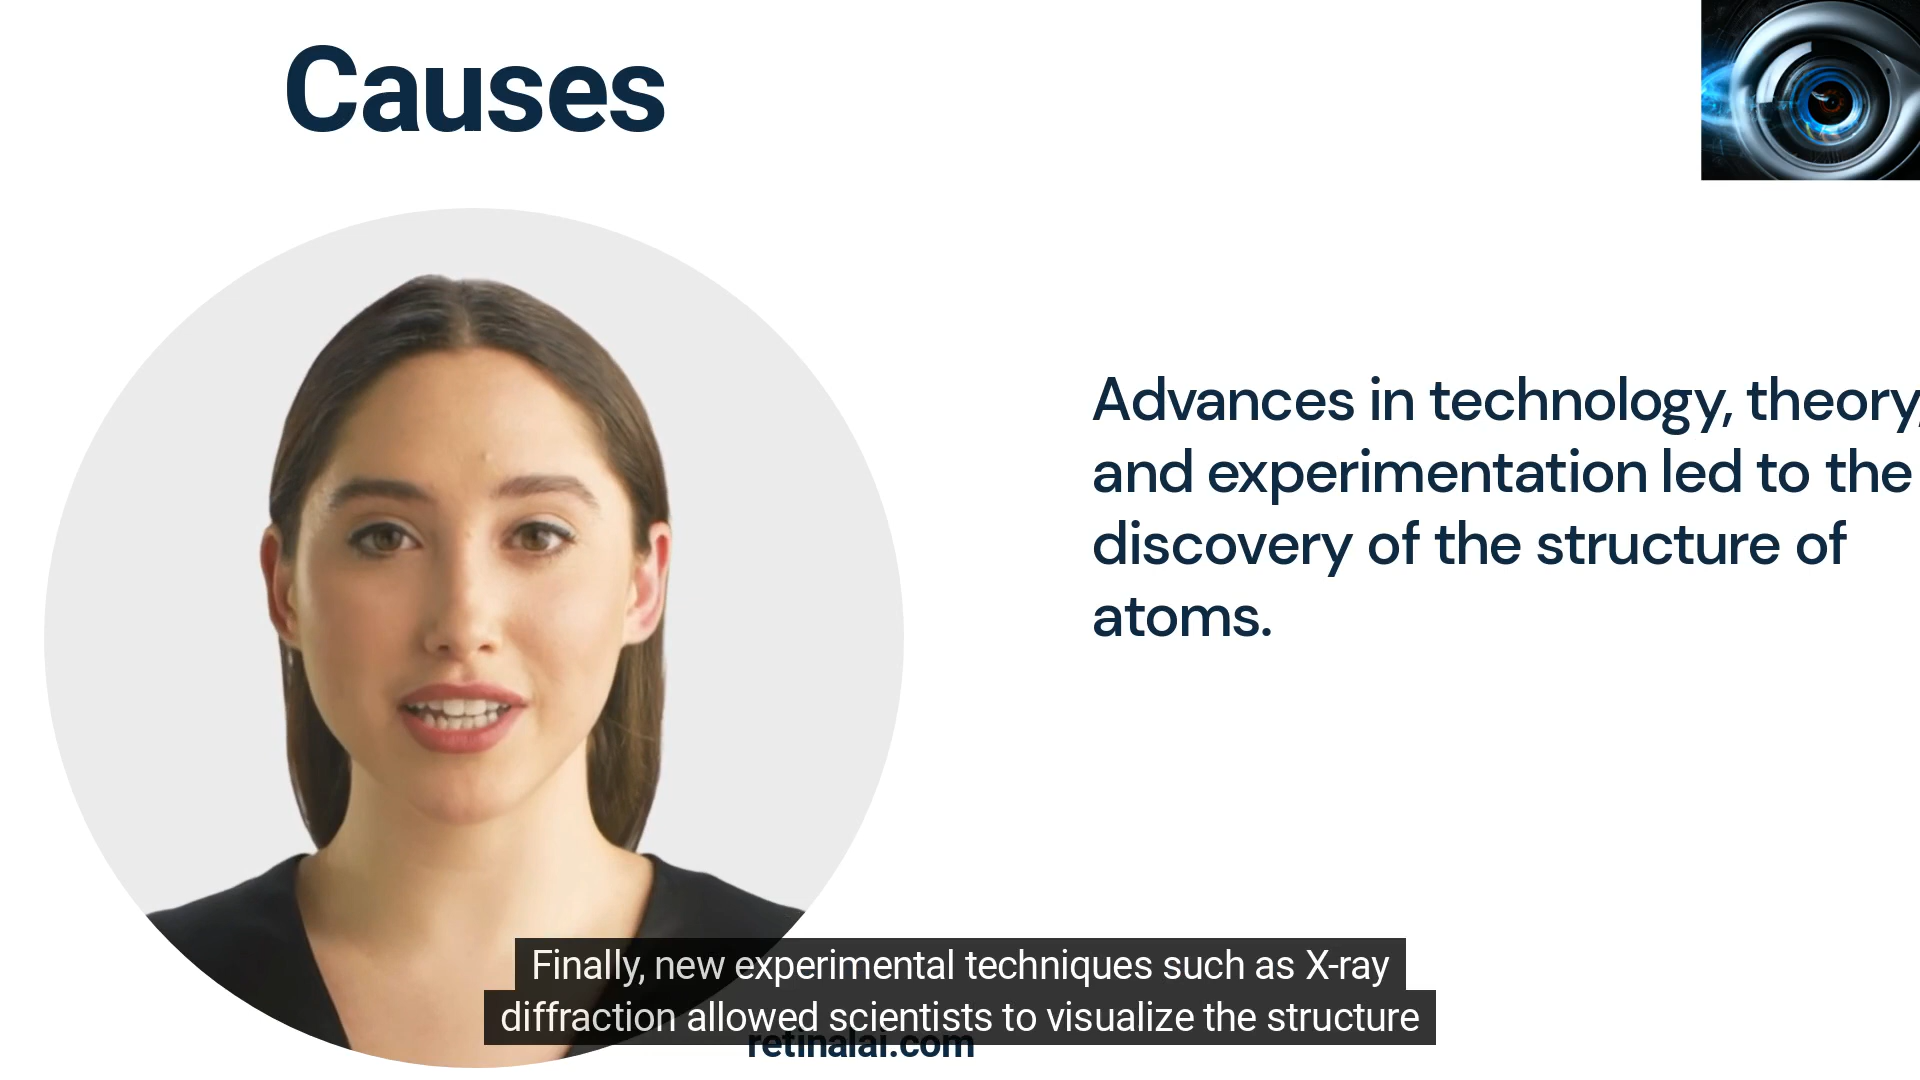 Causes
Advances in technology, theory,
and experimentation led to the
discovery of the structure of
atoms.
Finally, new experimental techniques such as X-ray
diffraction allowed scientists to visualize the structure
retinalai.com